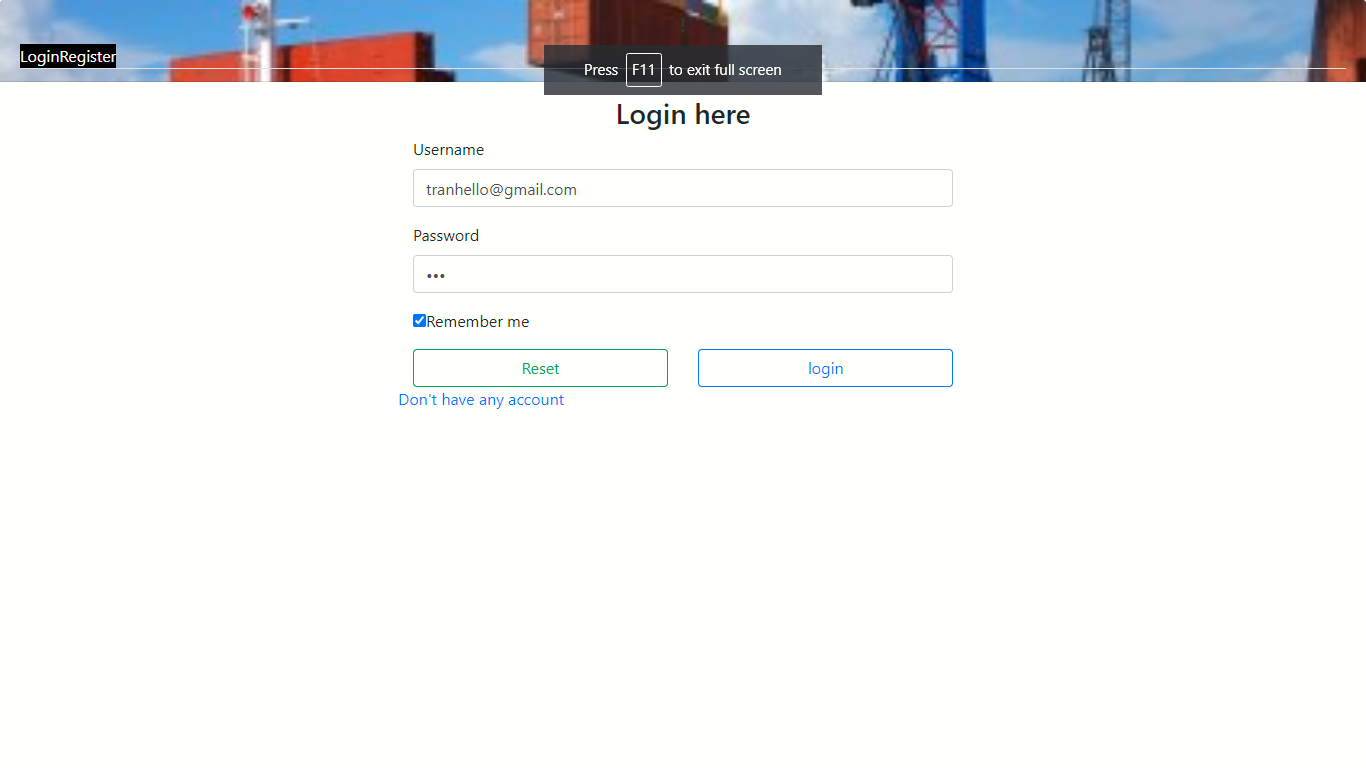 LoginRegister
Press F11 to exit full screen
Login here
Username
tranhello@gmail.com
Password
•••
Remember me
Reset login
Don't have any account